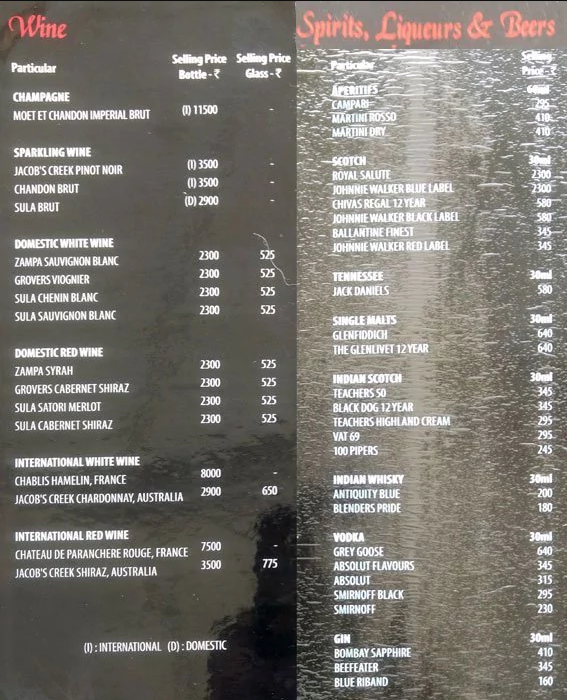 Wine
Selling Price Selling Price
Particular Bottle - ₹ Glass - ₹
CHAMPAGNE
MOET ET CHANDON IMPERIAL BRUT (I) 11500 -
SPARKLING WINE
JACOB'S CREEK PINOT NOIR (I) 3500 -
CHANDON BRUT (I) 3500 -
SULA BRUT (D) 2900 -
DOMESTIC WHITE WINE
ZAMPA SAUVIGNON BLANC 2300 525
GROVERS VIOGNIER 2300 525
SULA CHENIN BLANC 2300 525
SULA SAUVIGNON BLANC 2300 525
DOMESTIC RED WINE
ZAMPA SYRAH 2300 525
GROVERS CABERNET SHIRAZ 2300 525
SULA SATORI MERLOT 2300 525
SULA CABERNET SHIRAZ 2300 525
INTERNATIONAL WHITE WINE
CHABLIS HAMELIN, FRANCE 8000 -
JACOB'S CREEK CHARDONNAY, AUSTRALIA 2900 650
INTERNATIONAL RED WINE
CHATEAU DE PARANCHERE ROUGE, FRANCE 7500 -
JACOB'S CREEK SHIRAZ, AUSTRALIA 3500 775
(I) : INTERNATIONAL (D) : DOMESTIC
Spirits, Liqueurs & Beers
Selling
Particular Price - ₹
APERITIFS 60ml
CAMPARI 295
MARTINI ROSSO 410
MARTINI DRY 410
SCOTCH 30ml
ROYAL SALUTE 2300
JOHNNIE WALKER BLUE LABEL 2300
CHIVAS REGAL 12 YEAR 580
JOHNNIE WALKER BLACK LABEL 580
BALLANTINE FINEST 345
JOHNNIE WALKER RED LABEL 345
TENNESSEE 30ml
JACK DANIELS 580
SINGLE MALTS 30ml
GLENFIDDICH 640
THE GLENLIVET 12 YEAR 640
INDIAN SCOTCH 30ml
TEACHERS 50 345
BLACK DOG 12 YEAR 345
TEACHERS HIGHLAND CREAM 295
VAT 69 295
100 PIPERS 245
INDIAN WHISKY 30ml
ANTIQUITY BLUE 200
BLENDERS PRIDE 180
VODKA 30ml
GREY GOOSE 640
ABSOLUT FLAVOURS 345
ABSOLUT 315
SMIRNOFF BLACK 295
SMIRNOFF 230
GIN 30ml
BOMBAY SAPPHIRE 410
BEEFEATER 345
BLUE RIBAND 160